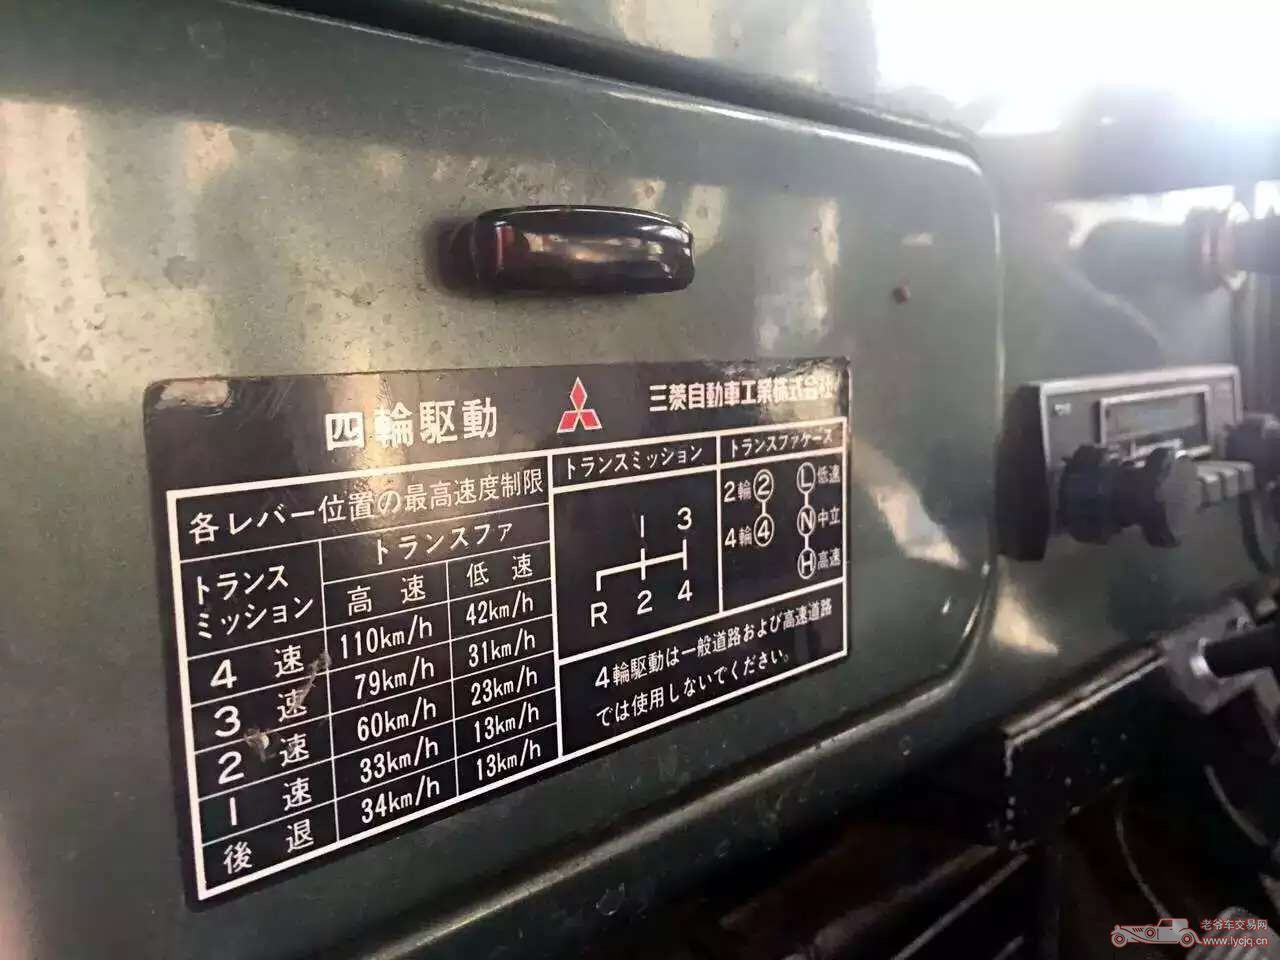 四輪駆動
三菱自動車工業株式会社
各レバー位置の最高速度制限
トランスミッション
トランスファ
高速 低速
4速 110km/h 42km/h
3速 79km/h 31km/h
2速 60km/h 23km/h
1速 33km/h 13km/h
後退 34km/h 13km/h
トランスミッション
1 3
R 2 4
トランスファケース
2輪 2 L 低速
4輪 4 N 中立
H 高速
4輪駆動は一般道路および高速道路
では使用しないでください。
老爷车交易网
www.lycjq.cn